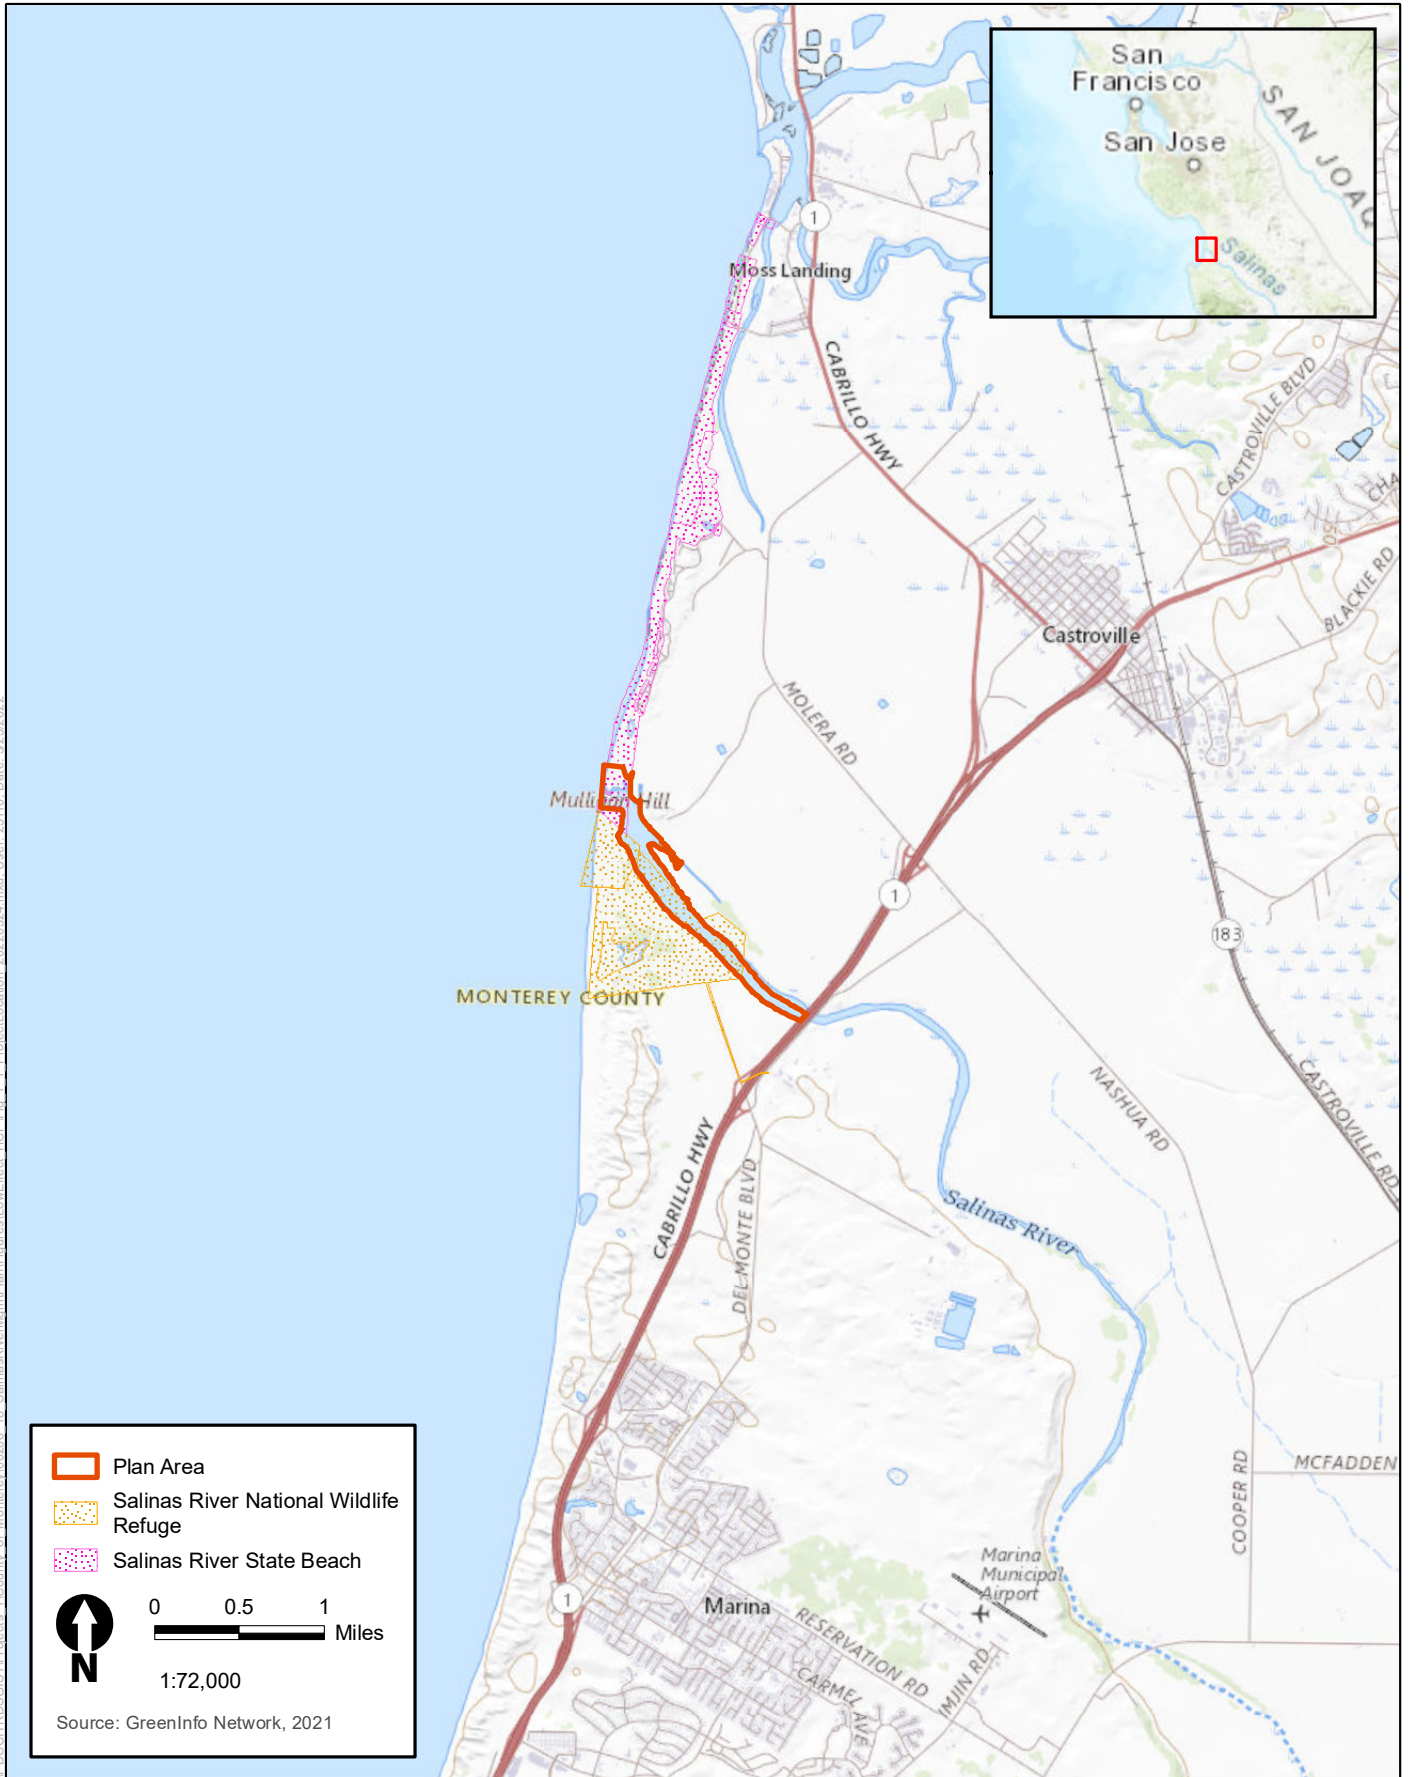 San
Francisco
San Jose
SAN JOAQ
Salinas
1
Moss Landing
CABRILLO HWY
CASTROVILLE BLVD
CHA
50
BLACKIE RD
Castroville
MOLERA RD
Mulligan Hill
1
183
MONTEREY COUNTY
NASHUA RD
CASTROVILLE RD
CABRILLO HWY
DEL MONTE BLVD
Salinas River
COOPER RD
MCFADDEN
Marina
Municipal
Airport
Marina
RESERVATION RD
IMJIN RD
CARMEL AVE
1
Plan Area
Salinas River National Wildlife
Refuge
Salinas River State Beach
0 0.5 1
Miles
N
1:72,000
Source: GreenInfo Network, 2021